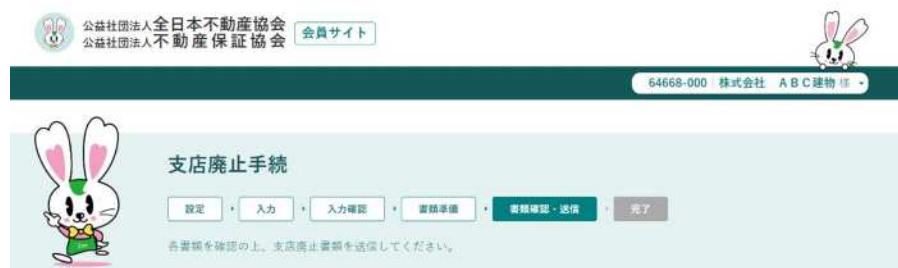 公益社団法人全日本不動産協会
公益社団法人不動産保証協会
会員サイト
64668-000 株式会社 ABC建物 様
支店廃止手続
設定
入力
入力確認
書類準備
書類確認・送信
完了
各書類を確認の上、支店廃止書類を送信してください。